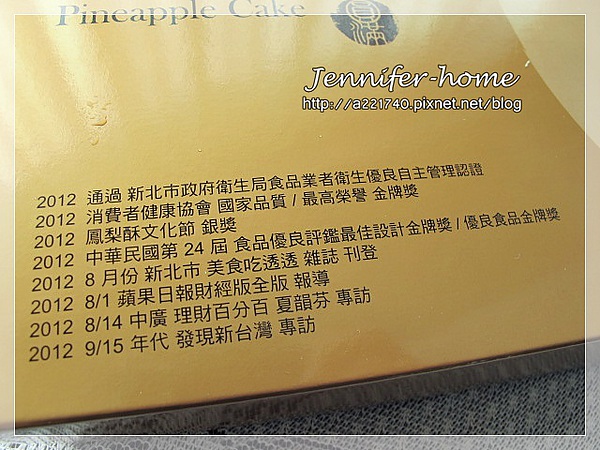 Pineapple Cake
Jennifer-home
http://a221740.pixnet.net/blog
2012 通過 新北市政府衛生局食品業者衛生優良自主管理認證
2012 消費者健康協會 國家品質 / 最高榮譽 金牌獎
2012 鳳梨酥文化節 銀獎
2012 中華民國第 24 屆 食品優良評鑑最佳設計金牌獎 / 優良食品金牌獎
2012 8 月份 新北市 美食吃透透 雜誌 刊登
2012 8/1 蘋果日報財經版全版 報導
2012 8/14 中廣 理財百分百 夏韻芬 專訪
2012 9/15 年代 發現新台灣 專訪